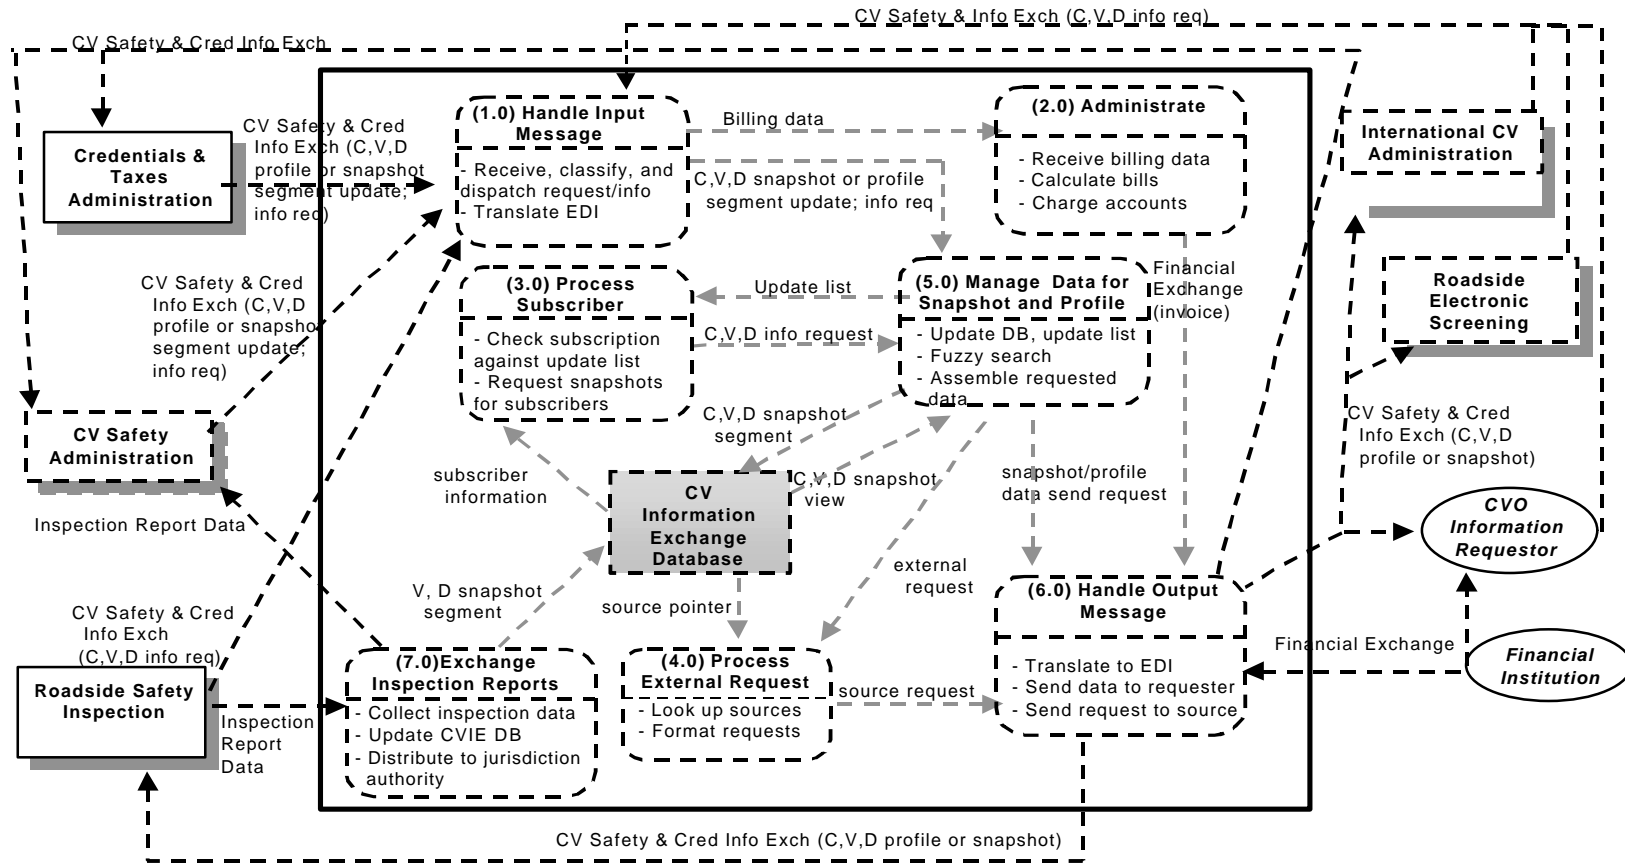 CV Safety & Info Exch (C,V,D info req)
CV Safety & Cred Info Exch
(1.0) Handle Input
Message
- Receive, classify, and
dispatch request/info
- Translate EDI
Billing data
(2.0) Administrate
- Receive billing data
- Calculate bills
- Charge accounts
International CV
Administration
Credentials &
Taxes
Administration
CV Safety & Cred
Info Exch (C,V,D
profile or snapshot
segment update;
info req)
C,V,D snapshot or profile
segment update; info req
CV Safety & Cred
Info Exch (C,V,D
profile or snapsho
segment update;
info req)
(3.0) Process
Subscriber
- Check subscription
against update list
- Request snapshots
for subscribers
Update list
C,V,D info request
(5.0) Manage Data for
Snapshot and Profile
- Update DB, update list
- Fuzzy search
- Assemble requested
data
Financial
Exchange
(invoice)
Roadside
Electronic
Screening
CV Safety
Administration
C,V,D snapshot
segment
CV Safety & Cred
Info Exch (C,V,D
profile or snapshot)
subscriber
information
CV
Information
Exchange
Database
C,V,D snapshot
view
snapshot/profile
data send request
CVO
Information
Requestor
Inspection Report Data
V, D snapshot
segment
source pointer
external
request
(6.0) Handle Output
Message
- Translate to EDI
- Send data to requester
- Send request to source
CV Safety & Cred
Info Exch
(C,V,D info req)
Financial Exchange
Financial
Institution
Roadside Safety
Inspection
Inspection
Report
Data
(7.0)Exchange
Inspection Reports
- Collect inspection data
- Update CVIE DB
- Distribute to jurisdiction
authority
(4.0) Process
External Request
- Look up sources
- Format requests
source request
CV Safety & Cred Info Exch (C,V,D profile or snapshot)